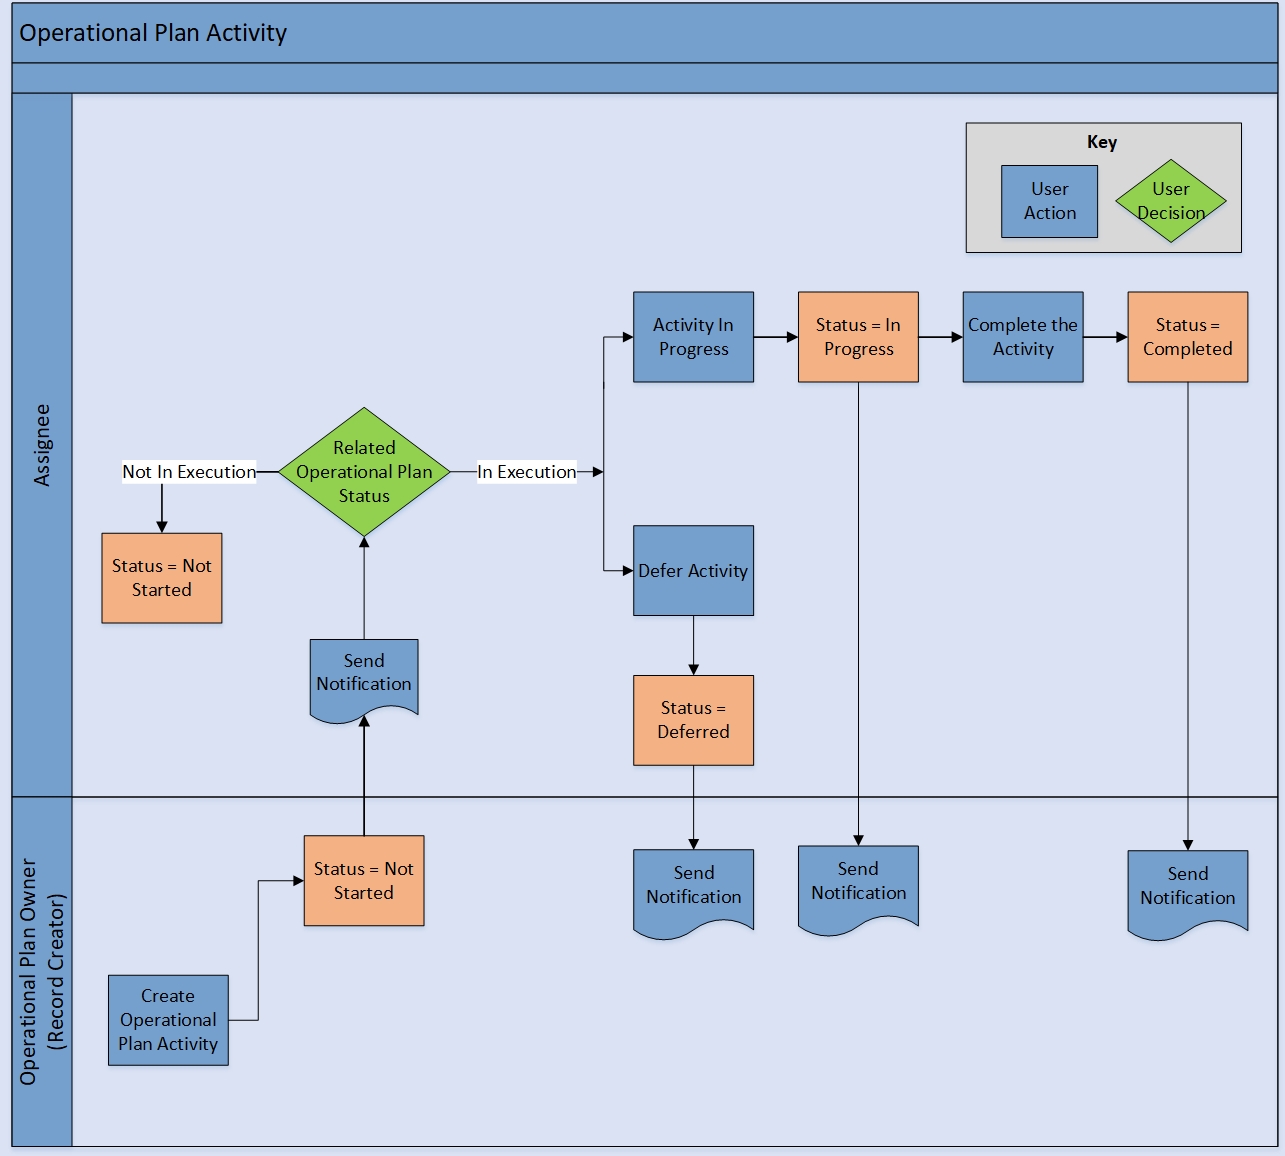 Operational Plan Activity
Key
User
Action
User
Decision
Assignee
Activity In
Progress
Status = In
Progress
Complete the
Activity
Status =
Completed
Related
Operational Plan
Status
Not In Execution
In Execution
Status = Not
Started
Defer Activity
Send
Notification
Status =
Deferred
Operational Plan Owner
(Record Creator)
Status = Not
Started
Send
Notification
Send
Notification
Send
Notification
Create
Operational
Plan Activity